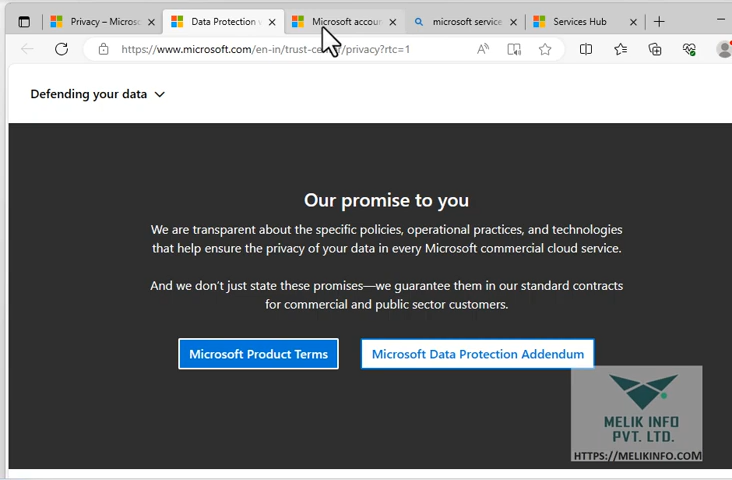 Privacy – Micros
Data Protection
Microsoft accou
microsoft service
Services Hub
https://www.microsoft.com/en-in/trust-ce /privacy?rtc=1
Defending your data
Our promise to you
We are transparent about the specific policies, operational practices, and technologies
that help ensure the privacy of your data in every Microsoft commercial cloud service.
And we don't just state these promises—we guarantee them in our standard contracts
for commercial and public sector customers.
Microsoft Product Terms
Microsoft Data Protection Addendum
MELIK INFO
PVT. LTD.
HTTPS://MELIKINFO.COM